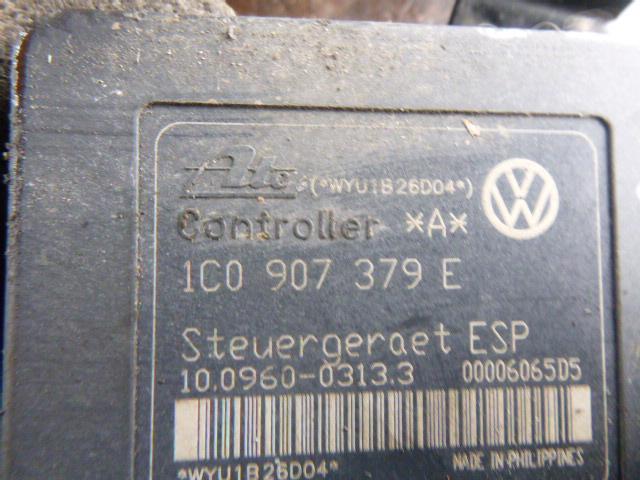 Ate (*WYU1B26D04*)
Controller *A*
1C0 907 379 E
Steuergeraet ESP
10.0960-0313.3 00006065D5
*WYU1B26D04* MADE IN PHILIPPINES